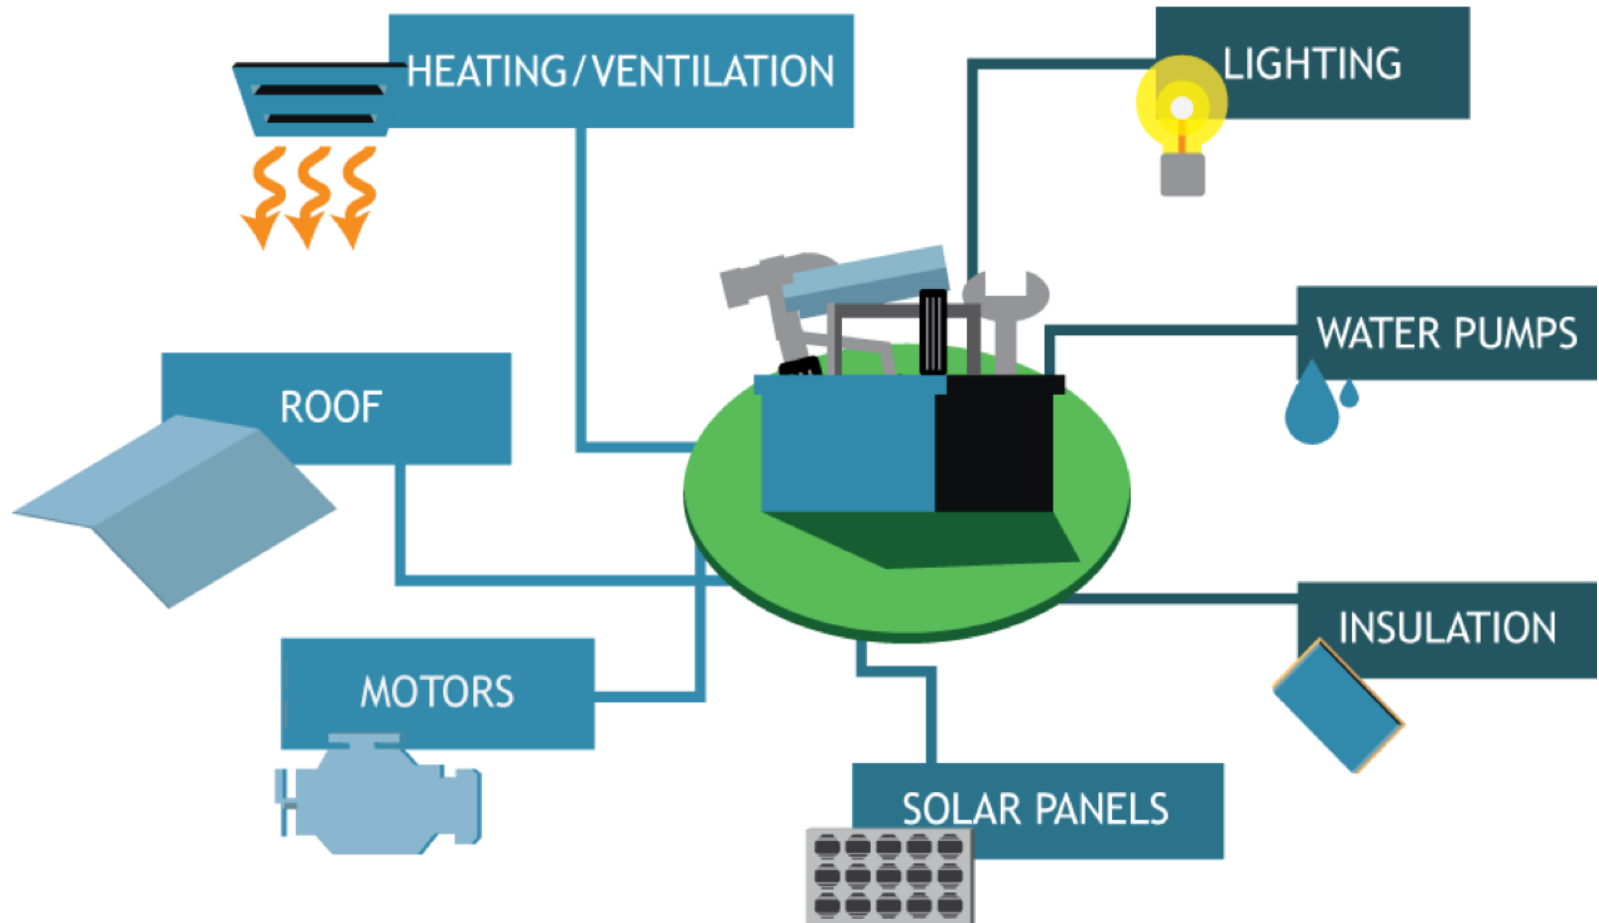 HEATING/VENTILATION
LIGHTING
WATER PUMPS
ROOF
INSULATION
MOTORS
SOLAR PANELS